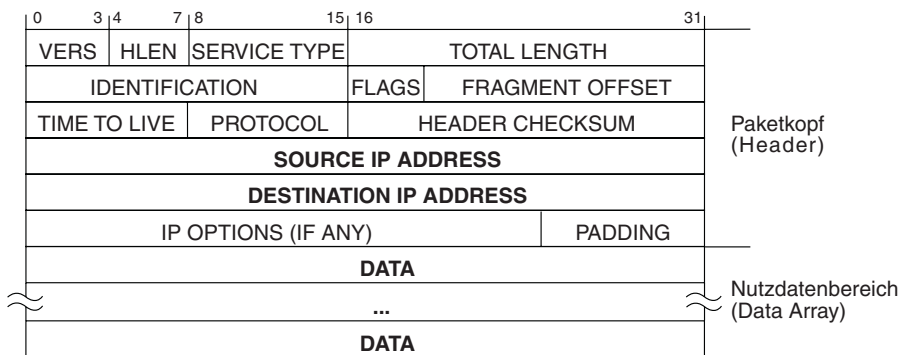 0 3 4 7 8 15 16 31
VERS HLEN SERVICE TYPE TOTAL LENGTH
IDENTIFICATION FLAGS FRAGMENT OFFSET
TIME TO LIVE PROTOCOL HEADER CHECKSUM
SOURCE IP ADDRESS
DESTINATION IP ADDRESS
IP OPTIONS (IF ANY) PADDING
Paketkopf
(Header)
DATA
...
DATA
Nutzdatenbereich
(Data Array)